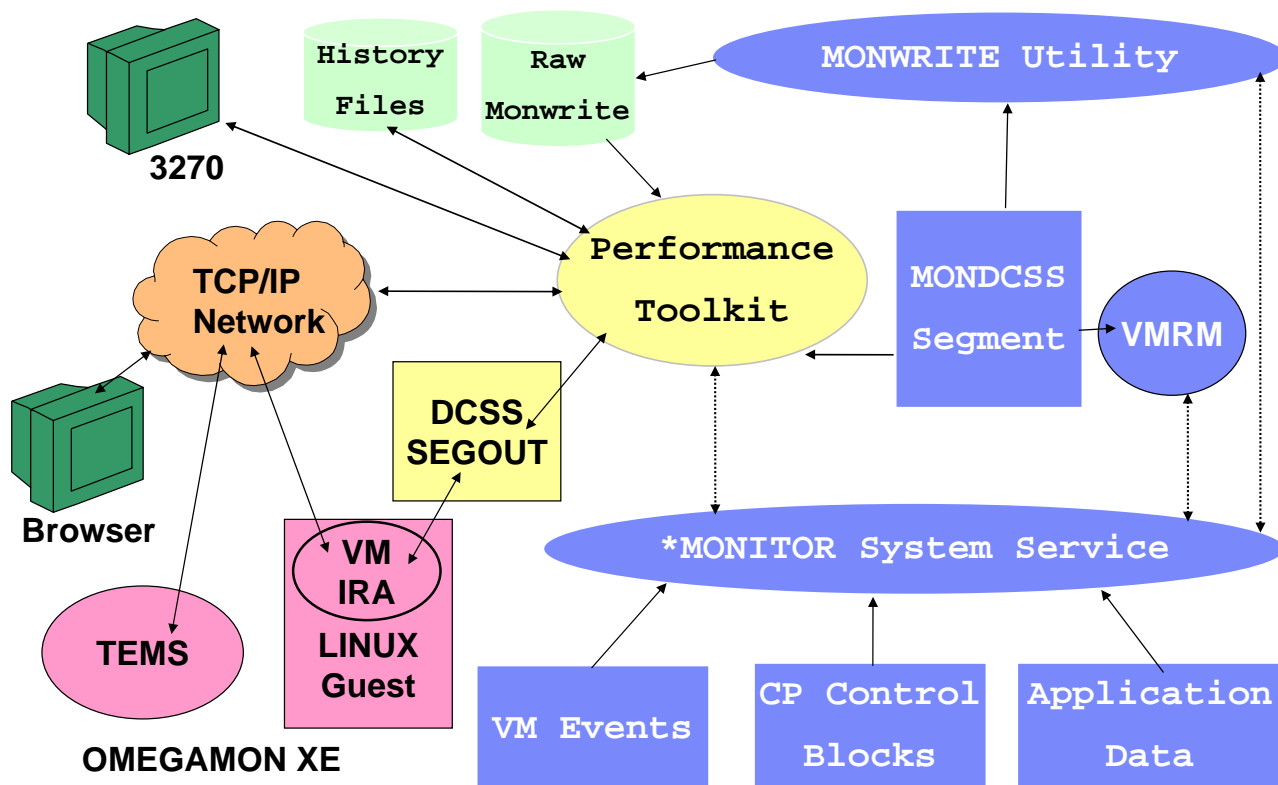 History
Files
Raw
Monwrite
MONWRITE Utility
3270
Performance
Toolkit
TCP/IP
Network
MONDCSS
Segment
VMRM
DCSS
SEGOUT
Browser
VM
IRA
LINUX
Guest
*MONITOR System Service
TEMS
OMEGAMON XE
VM Events
CP Control
Blocks
Application
Data